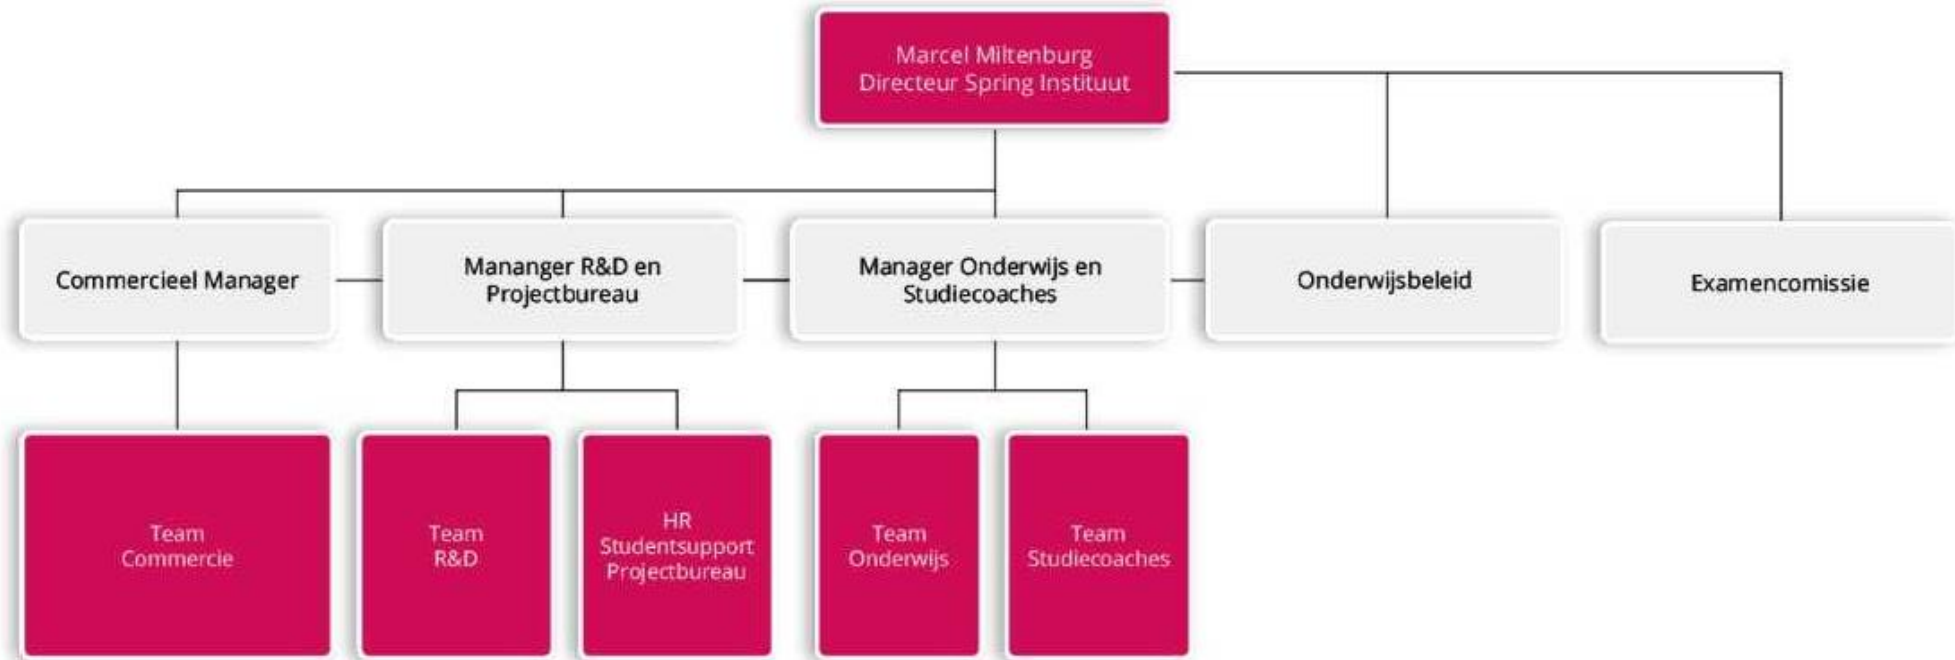 Marcel Miltenburg
Directeur Spring Instituut
Commercieel Manager
Mananger R&D en
Projectbureau
Manager Onderwijs en
Studiecoaches
Onderwijsbeleid
Examencomissie
Team
Commercie
Team
R&D
HR
Studentsupport
Projectbureau
Team
Onderwijs
Team
Studiecoaches